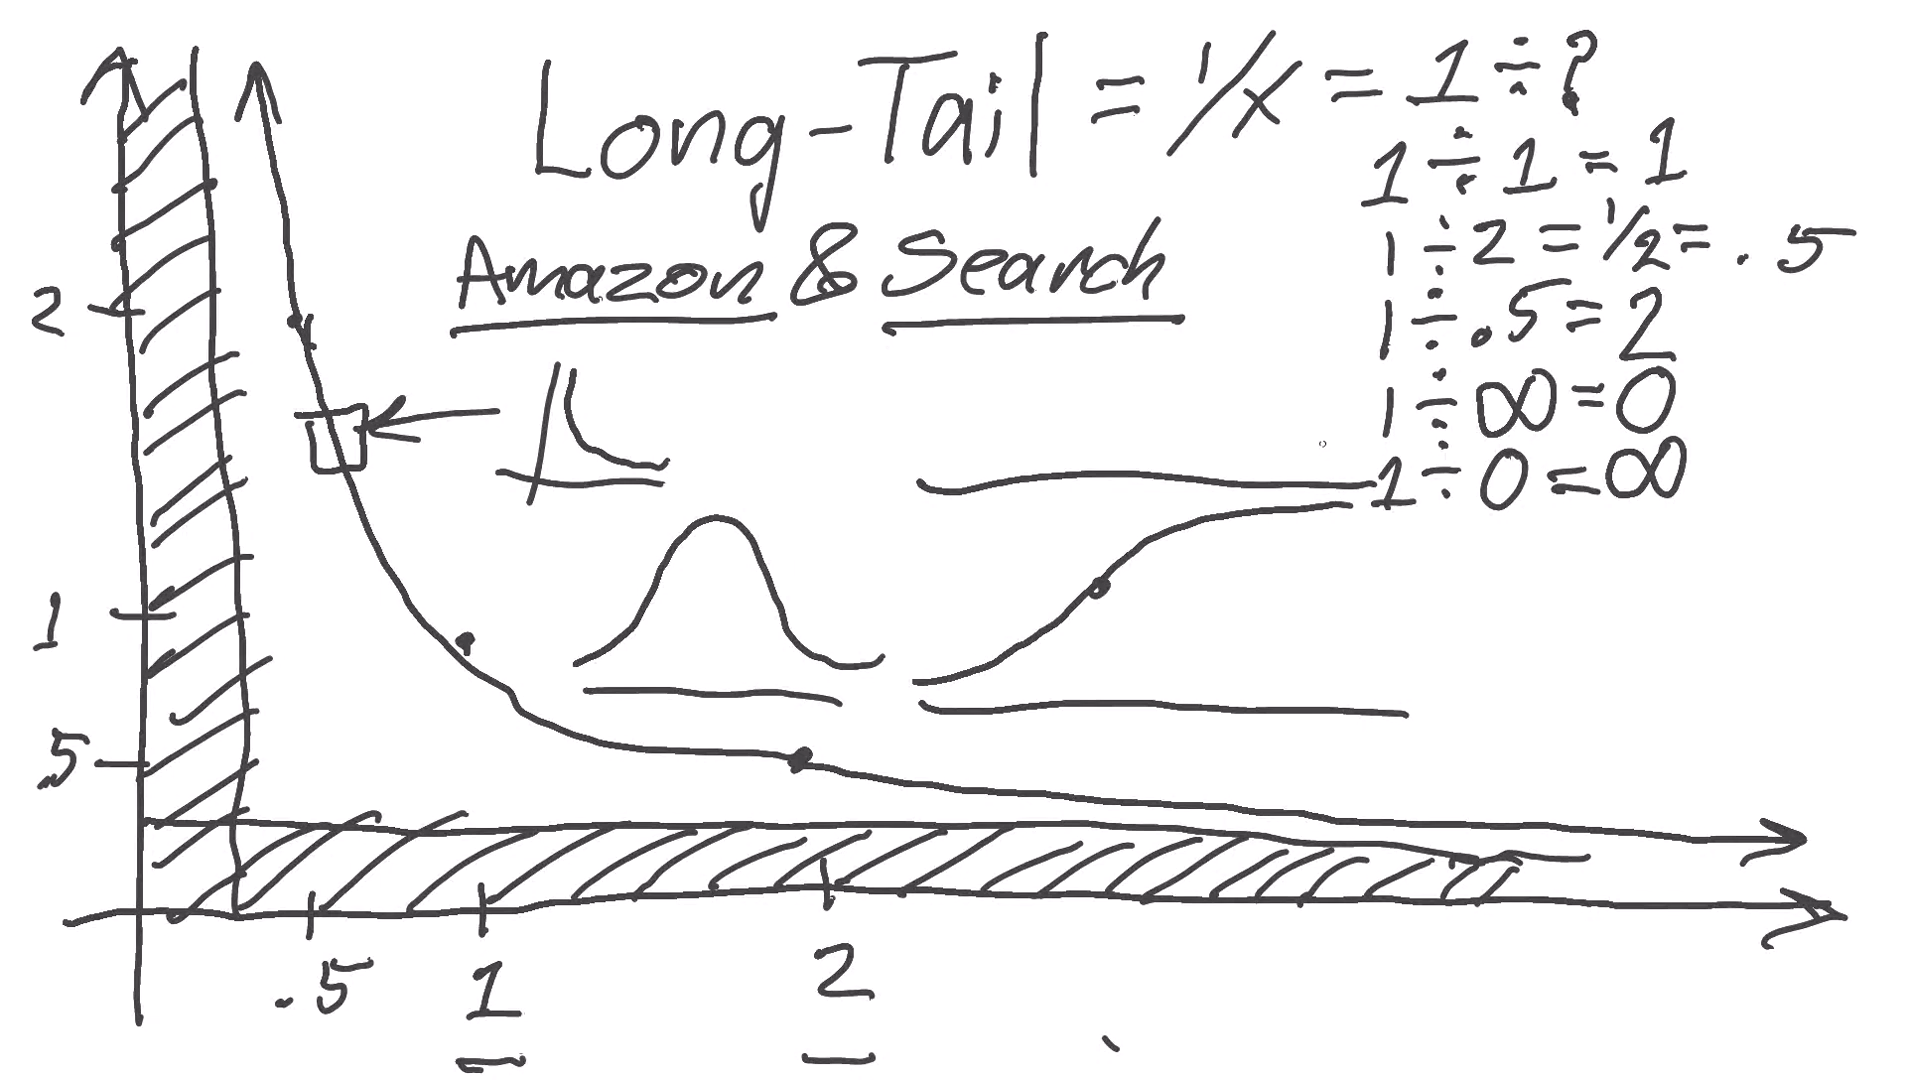 Long-Tail = 1/x = 1 ÷ ?
1 ÷ 1 = 1
Amazon & Search
1 ÷ 2 = 1/2 = .5
1 ÷ .5 = 2
1 ÷ ∞ = 0
1 ÷ 0 = ∞
2
1
.5
.5
1
2